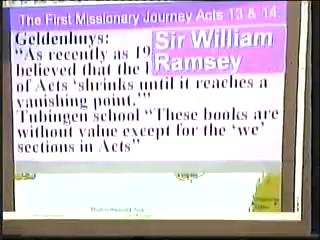 The First Missionary Journey Acts 13 & 14.
Sir William
Ramsey
Geldenhuys:
"As recently as 19
believed that the
of Acts 'shrinks until it reaches a
vanishing point.'"
Tubingen school "These books are
without value except for the 'we'
sections in Acts"